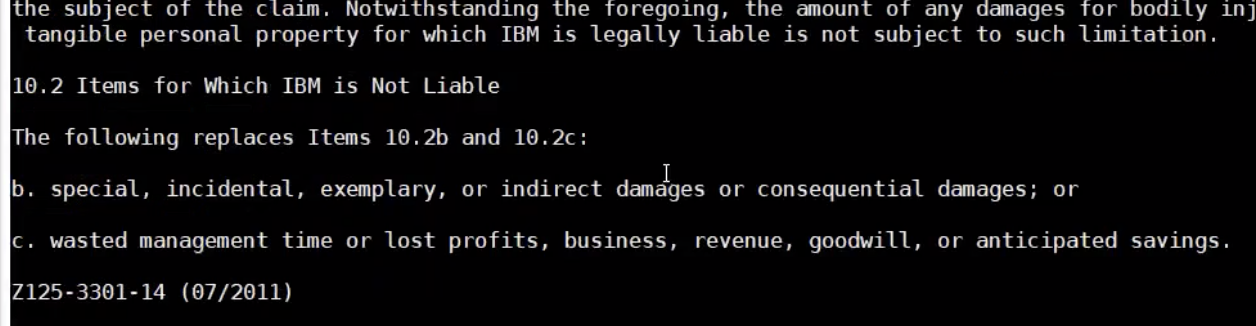 the subject of the claim. Notwithstanding the foregoing, the amount of any damages for bodily inj
tangible personal property for which IBM is legally liable is not subject to such limitation.
10.2 Items for Which IBM is Not Liable
The following replaces Items 10.2b and 10.2c:
b. special, incidental, exemplary, or indirect damages or consequential damages; or
c. wasted management time or lost profits, business, revenue, goodwill, or anticipated savings.
Z125-3301-14 (07/2011)